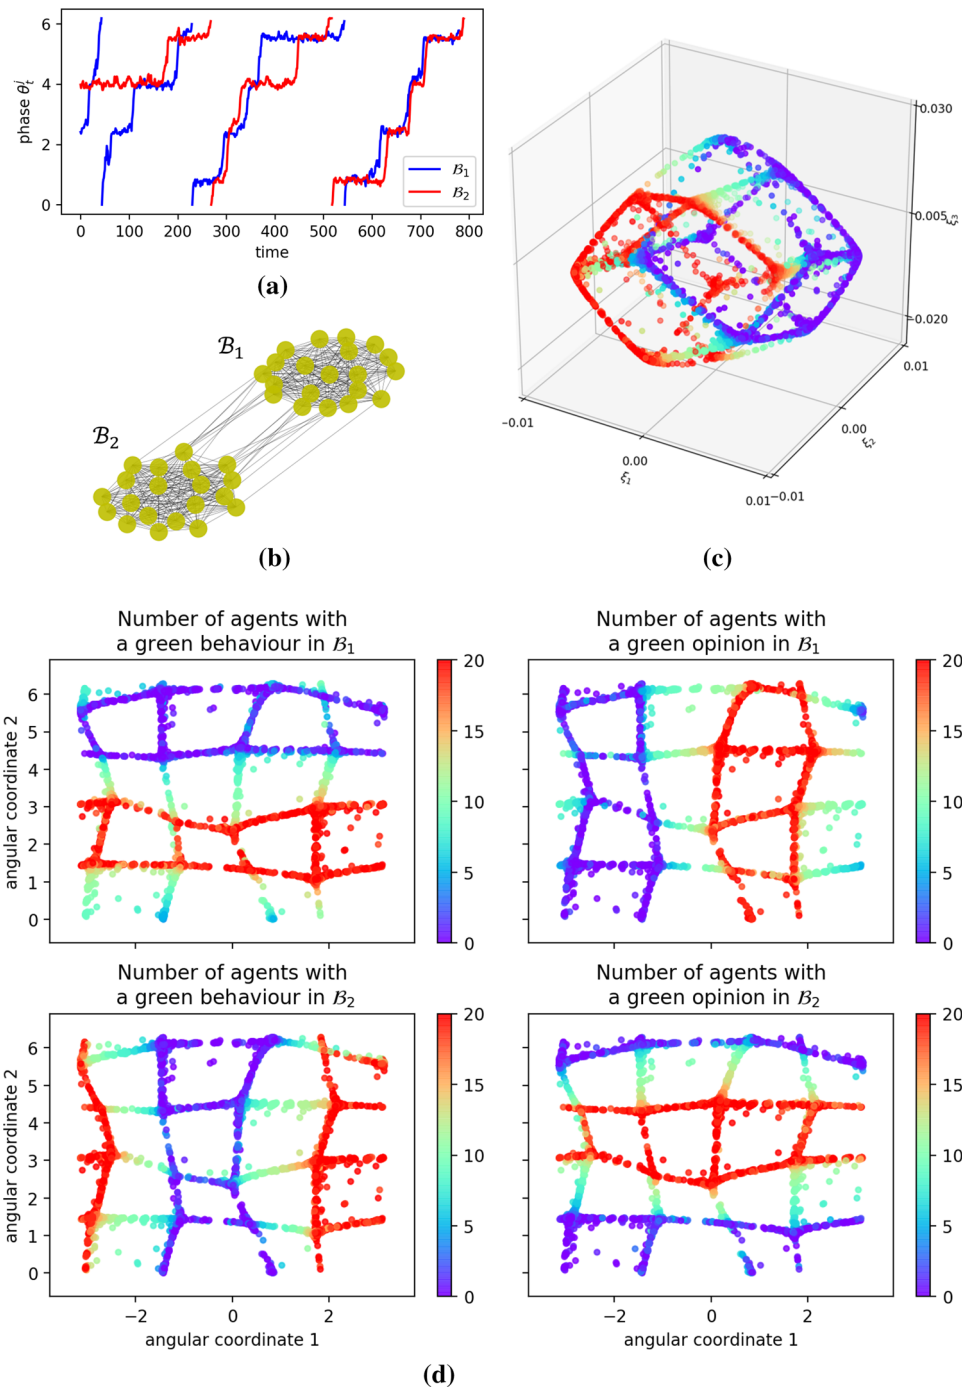 6
4
2
0
phase θ_t^j
0 100 200 300 400 500 600 700 800
time
ℬ₁
ℬ₂
(a)
ℬ₁
ℬ₂
(b)
0.030
0.005
−0.020
ξ₃
0.01
0.00
−0.01
ξ₂
−0.01
0.00
0.01
ξ₁
(c)
Number of agents with
a green behaviour in ℬ₁
angular coordinate 2
6
5
4
3
2
1
0
20
15
10
5
0
Number of agents with
a green opinion in ℬ₁
20
15
10
5
0
Number of agents with
a green behaviour in ℬ₂
angular coordinate 2
6
5
4
3
2
1
0
−2 0 2
angular coordinate 1
20
15
10
5
0
Number of agents with
a green opinion in ℬ₂
−2 0 2
angular coordinate 1
20
15
10
5
0
(d)